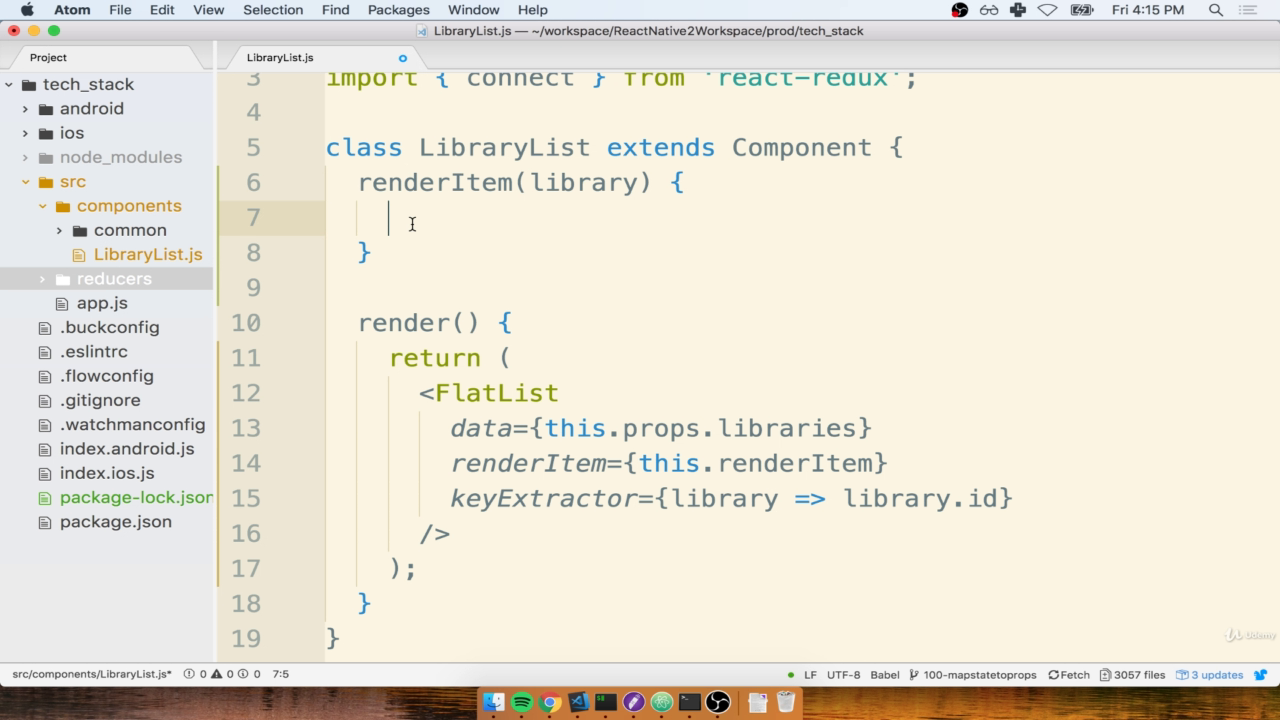 Atom File Edit View Selection Find Packages Window Help Fri 4:15 PM
LibraryList.js — ~/workspace/ReactNative2Workspace/prod/tech_stack
Project
LibraryList.js
tech_stack
android
ios
node_modules
src
components
common
LibraryList.js
reducers
app.js
.buckconfig
.eslintrc
.flowconfig
.gitignore
.watchmanconfig
index.android.js
index.ios.js
package-lock.json
package.json
3 import { connect } from 'react-redux';
4
5 class LibraryList extends Component {
6 renderItem(library) {
7
8 }
9
10 render() {
11 return (
12 <FlatList
13 data={this.props.libraries}
14 renderItem={this.renderItem}
15 keyExtractor={library => library.id}
16 />
17 );
18 }
19 }
Udemy
src/components/LibraryList.js* 0 0 0 7:5 LF UTF-8 Babel 100-mapstatetoprops Fetch 3057 files 3 updates